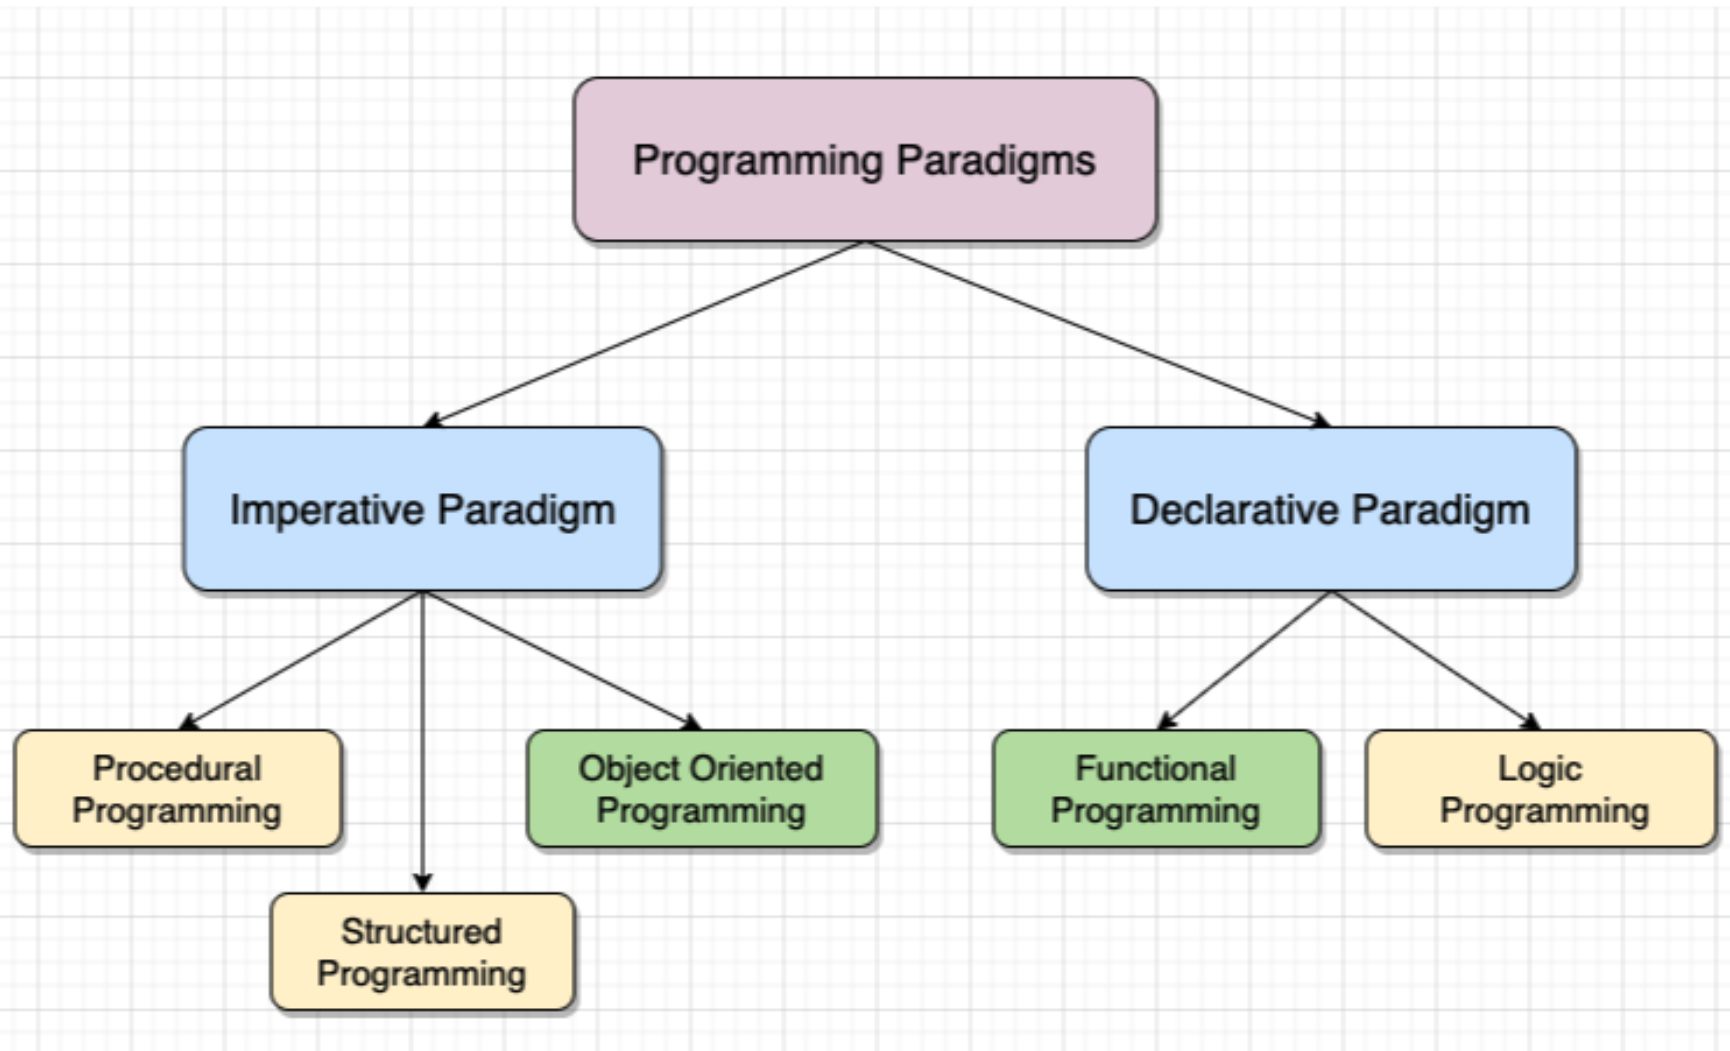 Programming Paradigms
Imperative Paradigm
Declarative Paradigm
Procedural
Programming
Object Oriented
Programming
Functional
Programming
Logic
Programming
Structured
Programming